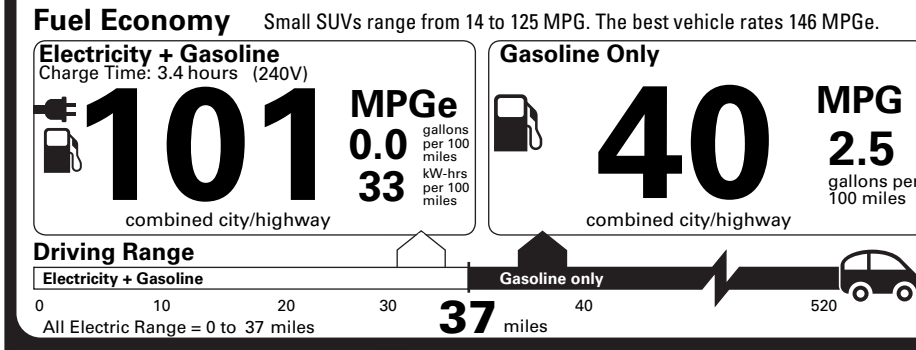 Fuel Economy Small SUVs range from 14 to 125 MPG. The best vehicle rates 146 MPGe.
Electricity + Gasoline
Charge Time: 3.4 hours (240V)
101
MPGe
0.0 gallons per 100 miles
33 kW-hrs per 100 miles
combined city/highway
Gasoline Only
40
MPG
2.5
gallons per
100 miles
combined city/highway
Driving Range
Electricity + Gasoline Gasoline only
0 10 20 30 40 520
All Electric Range = 0 to 37 miles 37 miles